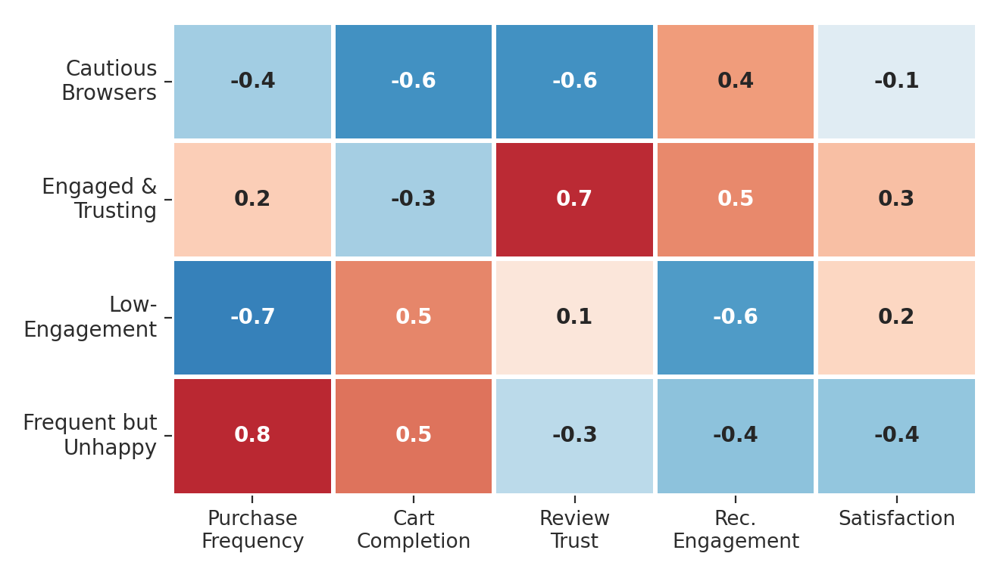 Cautious
Browsers
-0.4 -0.6 -0.6 0.4 -0.1
Engaged &
Trusting
0.2 -0.3 0.7 0.5 0.3
Low-
Engagement
-0.7 0.5 0.1 -0.6 0.2
Frequent but
Unhappy
0.8 0.5 -0.3 -0.4 -0.4
Purchase
Frequency
Cart
Completion
Review
Trust
Rec.
Engagement
Satisfaction